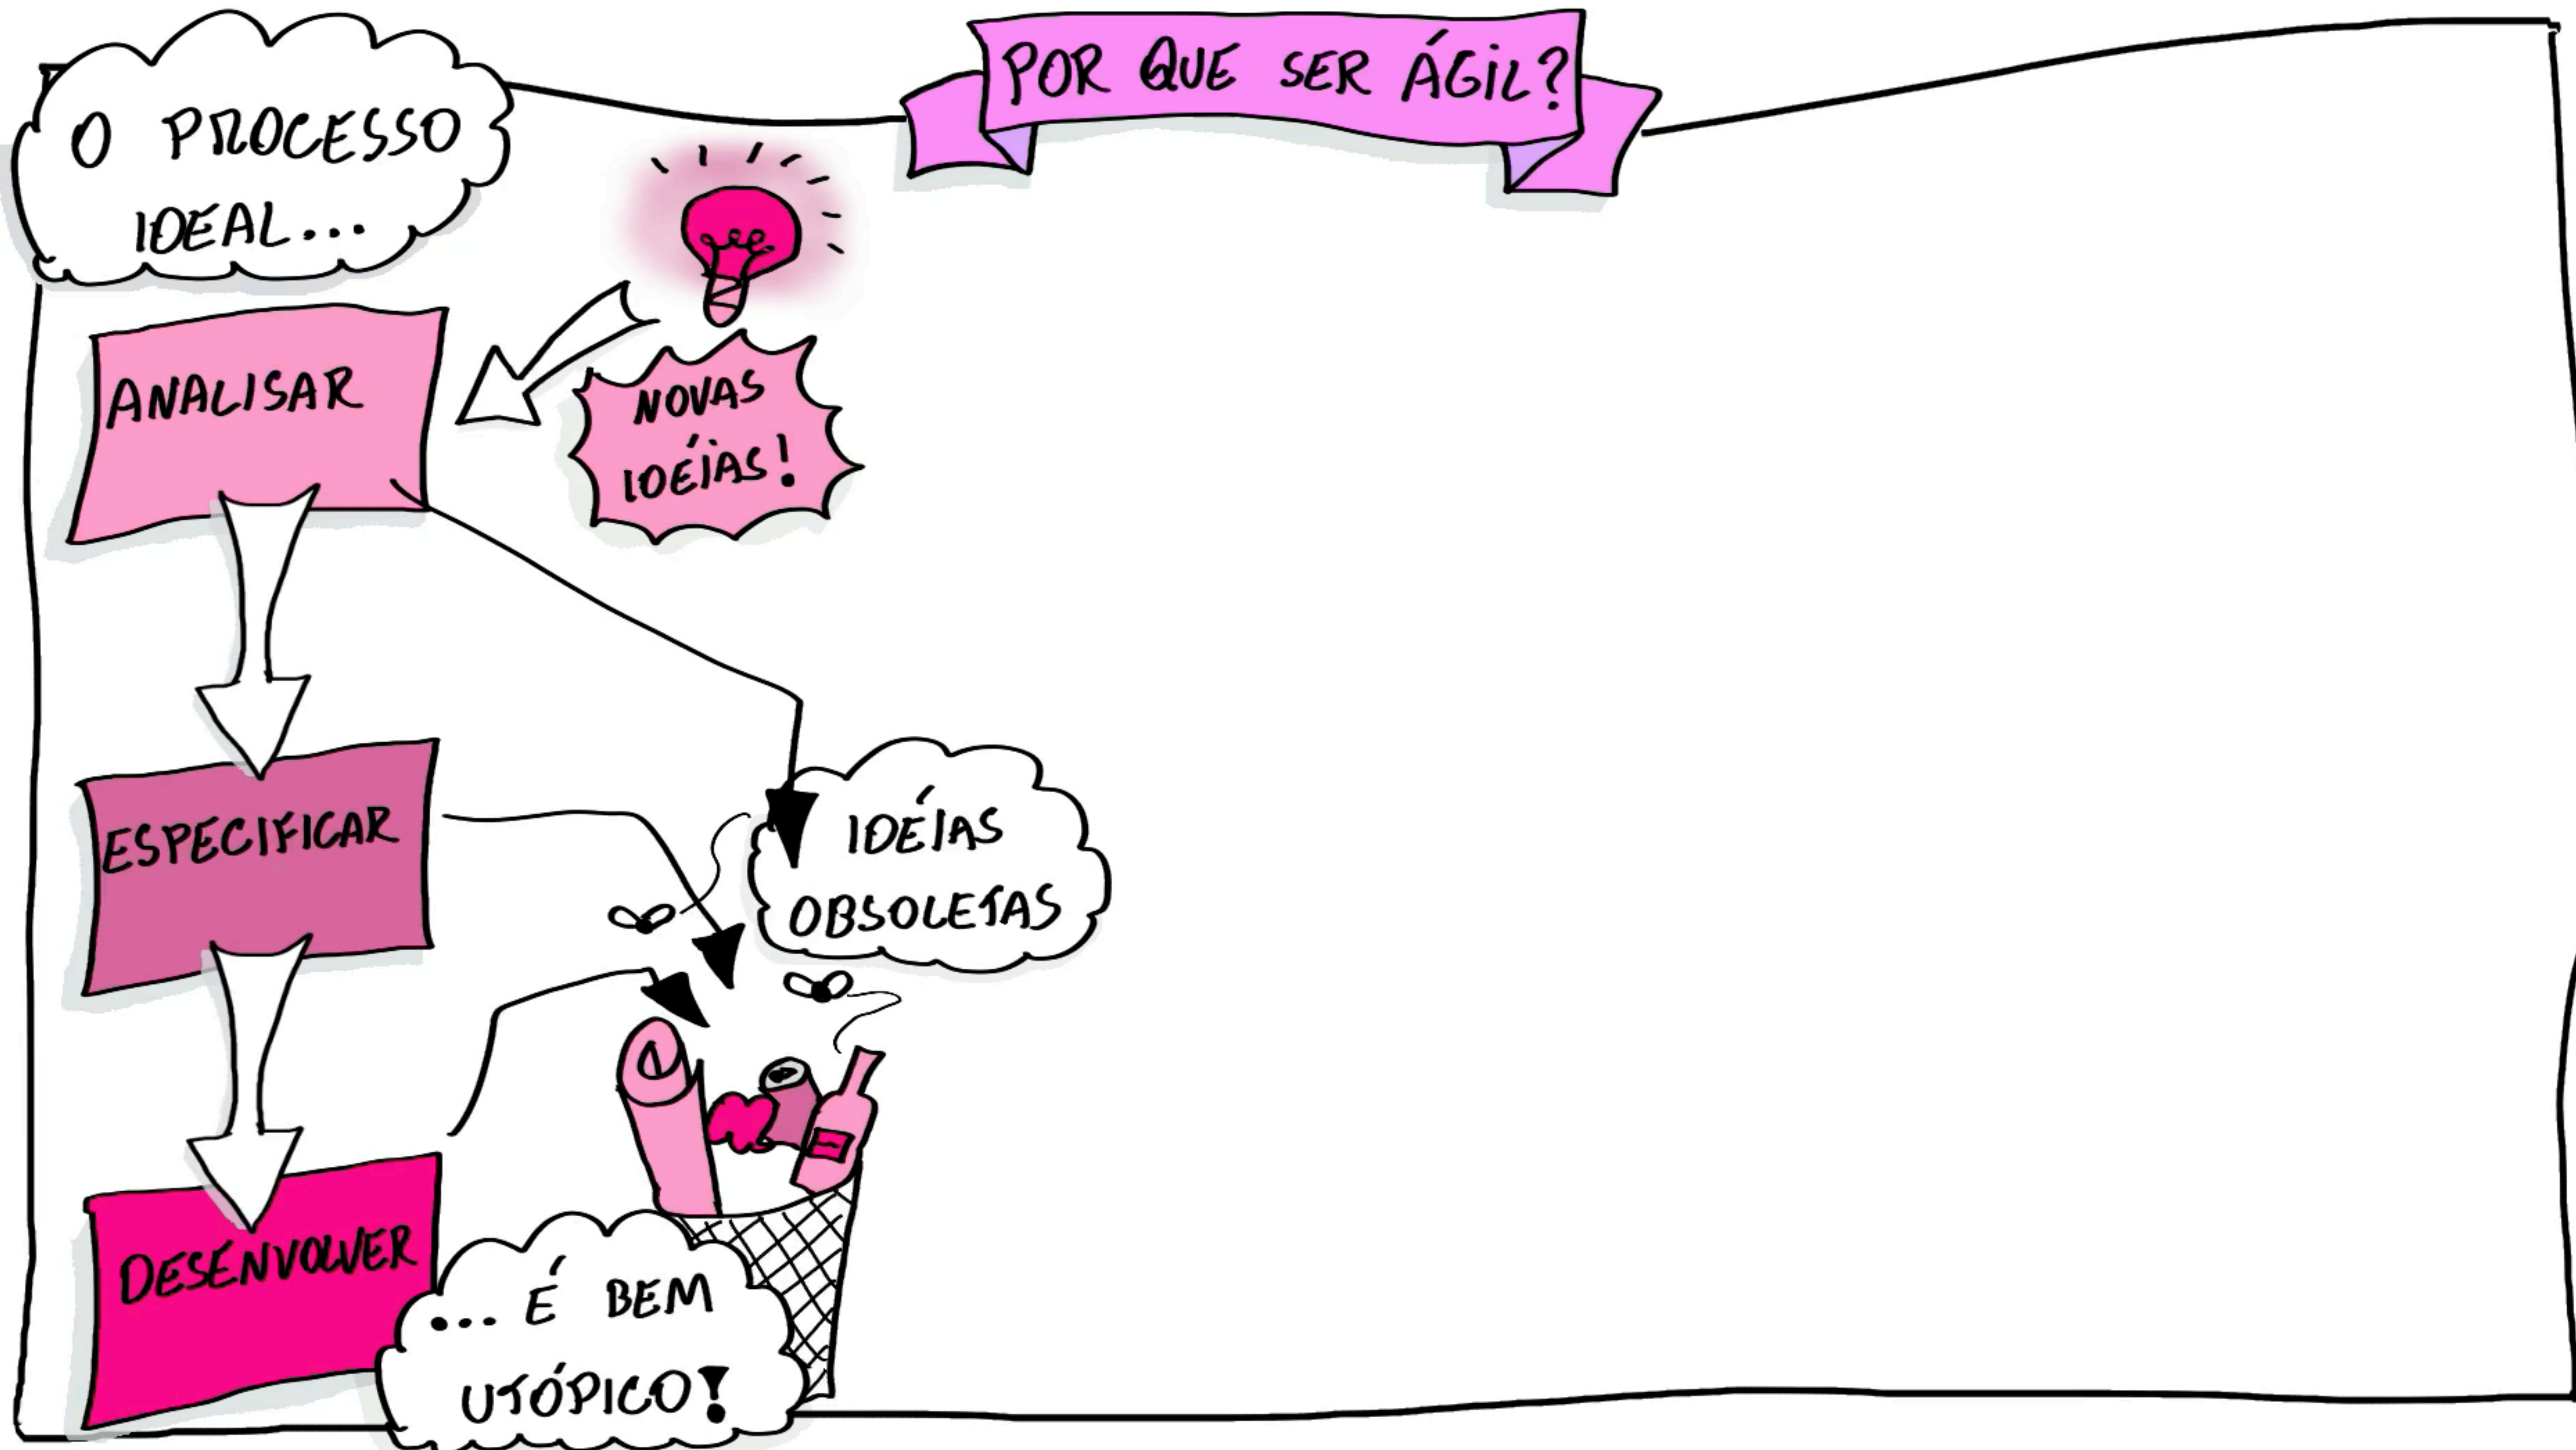 POR QUE SER ÁGIL?
O PROCESSO
IDEAL...
ANALISAR
NOVAS
IDÉIAS!
ESPECIFICAR
IDÉIAS
OBSOLETAS
DESENVOLVER
... É BEM
UTÓPICO!